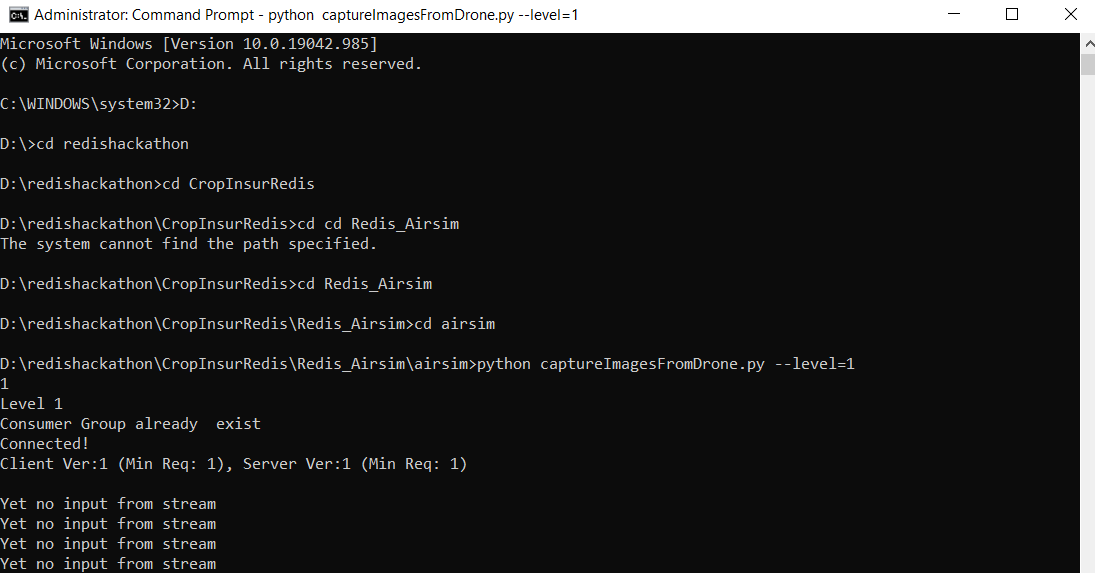 Administrator: Command Prompt - python  captureImagesFromDrone.py --level=1
Microsoft Windows [Version 10.0.19042.985]
(c) Microsoft Corporation. All rights reserved.
C:\WINDOWS\system32>D:
D:\>cd redishackathon
D:\redishackathon>cd CropInsurRedis
D:\redishackathon\CropInsurRedis>cd cd Redis_Airsim
The system cannot find the path specified.
D:\redishackathon\CropInsurRedis>cd Redis_Airsim
D:\redishackathon\CropInsurRedis\Redis_Airsim>cd airsim
D:\redishackathon\CropInsurRedis\Redis_Airsim\airsim>python captureImagesFromDrone.py --level=1
1
Level 1
Consumer Group already  exist
Connected!
Client Ver:1 (Min Req: 1), Server Ver:1 (Min Req: 1)
Yet no input from stream
Yet no input from stream
Yet no input from stream
Yet no input from stream